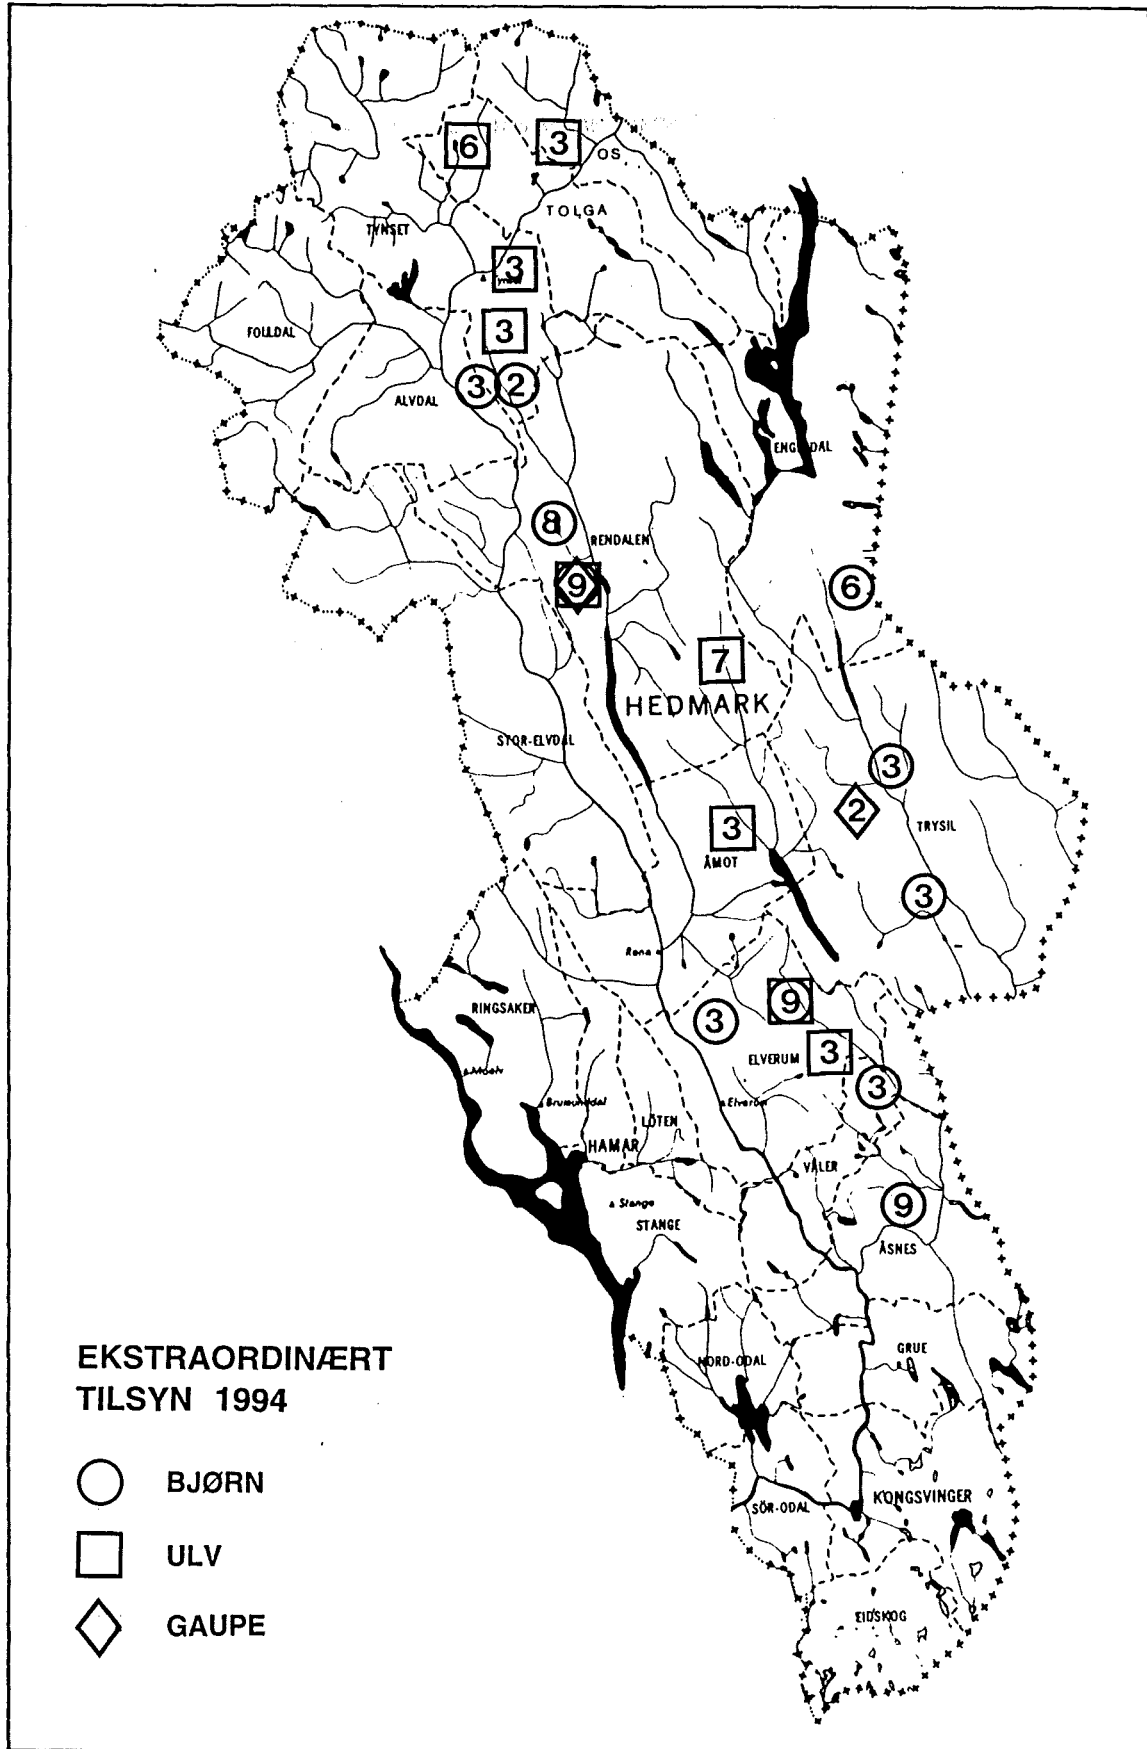 6
3
OS
TOLGA
TYNSET
3
3
FOLLDAL
3
2
ALVDAL
ENGERDAL
8
RENDALEN
9
6
7
HEDMARK
STOR-ELVDAL
3
2
3
TRYSIL
ÅMOT
3
Rena
9
RINGSAKER
3
3
ELVERUM
Moelv
3
Brumunddal
Elverum
LÖTEN
HAMAR
VÅLER
9
Stange
STANGE
ÅSNES
EKSTRAORDINÆRT
TILSYN 1994
NORD-ODAL
GRUE
BJØRN
KONGSVINGER
SÖR-ODAL
ULV
GAUPE
EIDSKOG